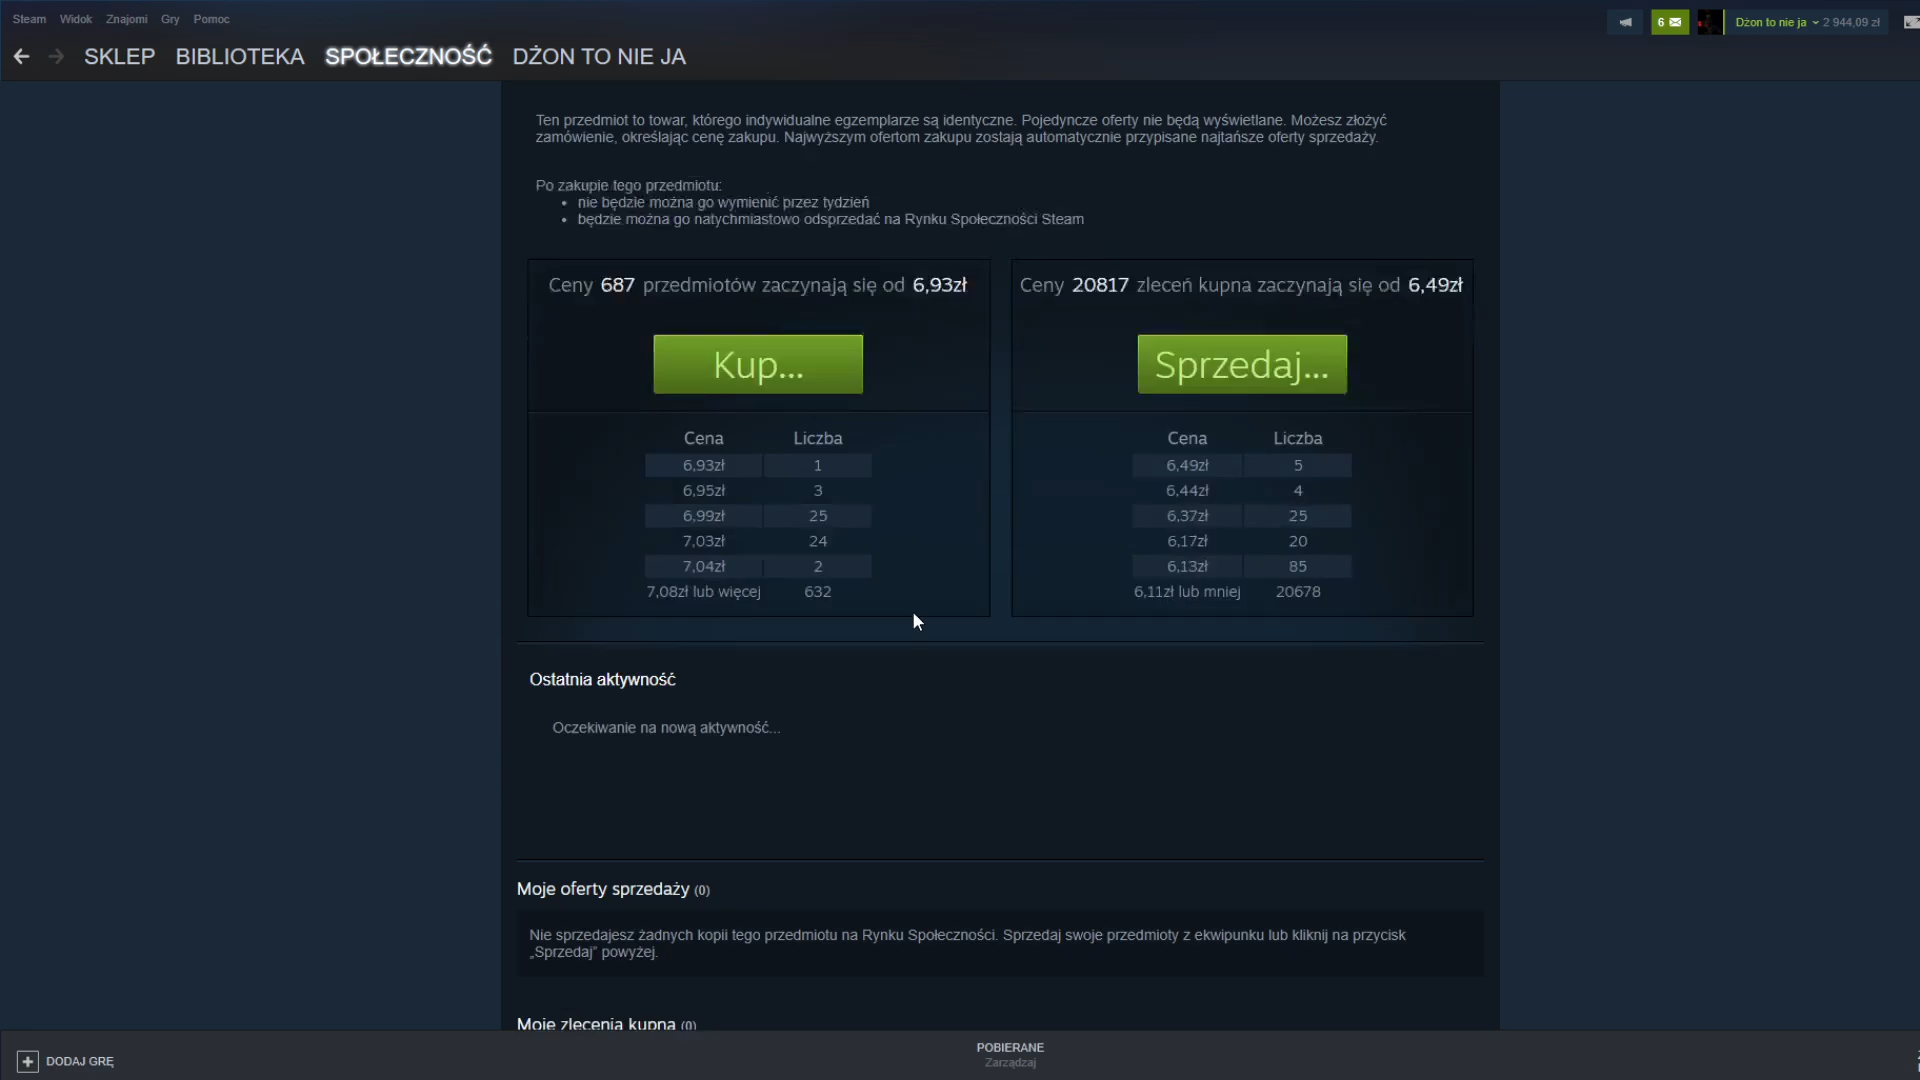 Steam Widok Znajomi Gry Pomoc
6 Dżon to nie ja 2 944,09 zł
SKLEP BIBLIOTEKA SPOŁECZNOŚĆ DŻON TO NIE JA
Ten przedmiot to towar, którego indywidualne egzemplarze są identyczne. Pojedyncze oferty nie będą wyświetlane. Możesz złożyć
zamówienie, określając cenę zakupu. Najwyższym ofertom zakupu zostają automatycznie przypisane najtańsze oferty sprzedaży.
Po zakupie tego przedmiotu:
• nie będzie można go wymienić przez tydzień
• będzie można go natychmiastowo odsprzedać na Rynku Społeczności Steam
Ceny 687 przedmiotów zaczynają się od 6,93zł
Kup...
Cena Liczba
6,93zł 1
6,95zł 3
6,99zł 25
7,03zł 24
7,04zł 2
7,08zł lub więcej 632
Ceny 20817 zleceń kupna zaczynają się od 6,49zł
Sprzedaj...
Cena Liczba
6,49zł 5
6,44zł 4
6,37zł 25
6,17zł 20
6,13zł 85
6,11zł lub mniej 20678
Ostatnia aktywność
Oczekiwanie na nową aktywność...
Moje oferty sprzedaży (0)
Nie sprzedajesz żadnych kopii tego przedmiotu na Rynku Społeczności. Sprzedaj swoje przedmioty z ekwipunku lub kliknij na przycisk
„Sprzedaj” powyżej.
Moje zlecenia kupna (0)
+ DODAJ GRĘ
POBIERANE
Zarządzaj